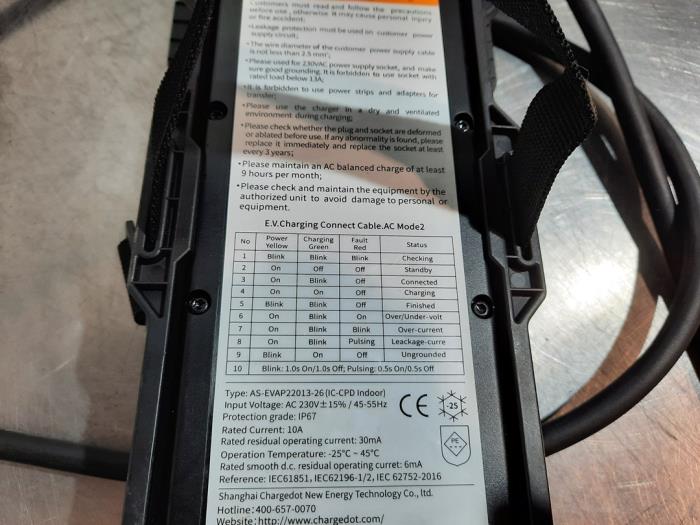 •Customers must read and follow the precautions
before use, otherwise it may cause personal injury
or fire accident;
•Leakage protection must be used on customer power
supply circuit;
•The wire diameter of the customer power supply cable
is not less than 2.5 mm²;
•Please used for 230VAC power supply socket, and make
sure good grounding. It is forbidden to use socket with
rated load below 13A;
•It is forbidden to use power strips and adapters for
transfer;
•Please use the charger in a dry and ventilated
environment during charging;
•Please check whether the plug and socket are deformed
or ablated before use. If any abnormality is found, please
replace it immediately and replace the socket at least
every 3 years;
•Please maintain an AC balanced charge of at least
9 hours per month;
•Please check and maintain the equipment by the
authorized unit to avoid damage to personal or
equipment.
E.V.Charging Connect Cable.AC Mode2
No Power Yellow Charging Green Fault Red Status
1 Blink Blink Blink Checking
2 On Off Off Standby
3 On Blink Off Connected
4 On On Off Charging
5 Blink Blink Off Finished
6 On Blink On Over/Under-volt
7 On Blink Blink Over-current
8 On Blink Pulsing Leackage-curre
9 Blink On Off Ungrounded
10 Blink: 1.0s On/1.0s Off; Pulsing: 0.5s On/0.5s Off
Type: AS-EVAP22013-26 (IC-CPD Indoor)
Input Voltage: AC 230V±15% / 45-55Hz
Protection grade: IP67
CE
-25
Rated Current: 10A
Rated residual operating current: 30mA
PE
Operation Temperature: -25°C ~ 45°C
Rated smooth d.c. residual operating curret: 6mA
Reference: IEC61851, IEC62196-1/2, IEC 62752-2016
Shanghai Chargedot New Energy Technology Co., ltd.
Hotline:400-657-0070
Website:http://www.chargedot.com/